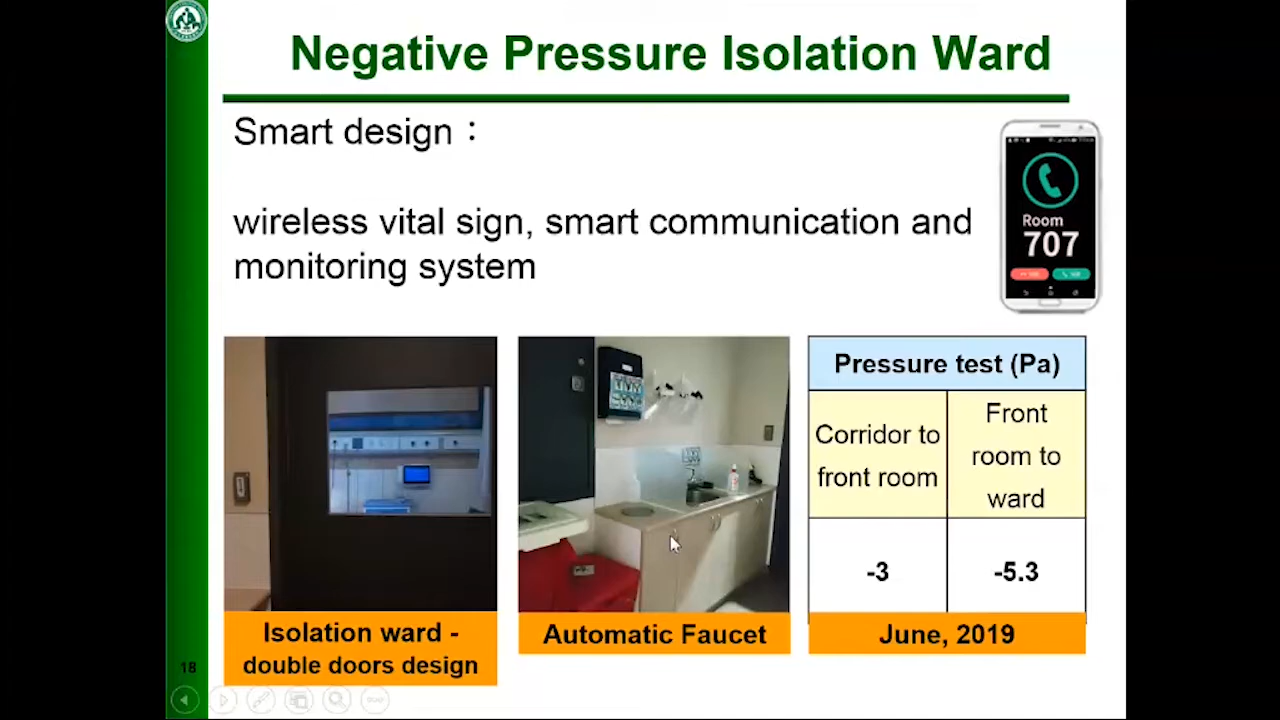 Negative Pressure Isolation Ward
Smart design：
wireless vital sign, smart communication and
monitoring system
Room
707
Pressure test (Pa)
Corridor to
front room
Front
room to
ward
-3
-5.3
Isolation ward -
double doors design
Automatic Faucet
June, 2019
18